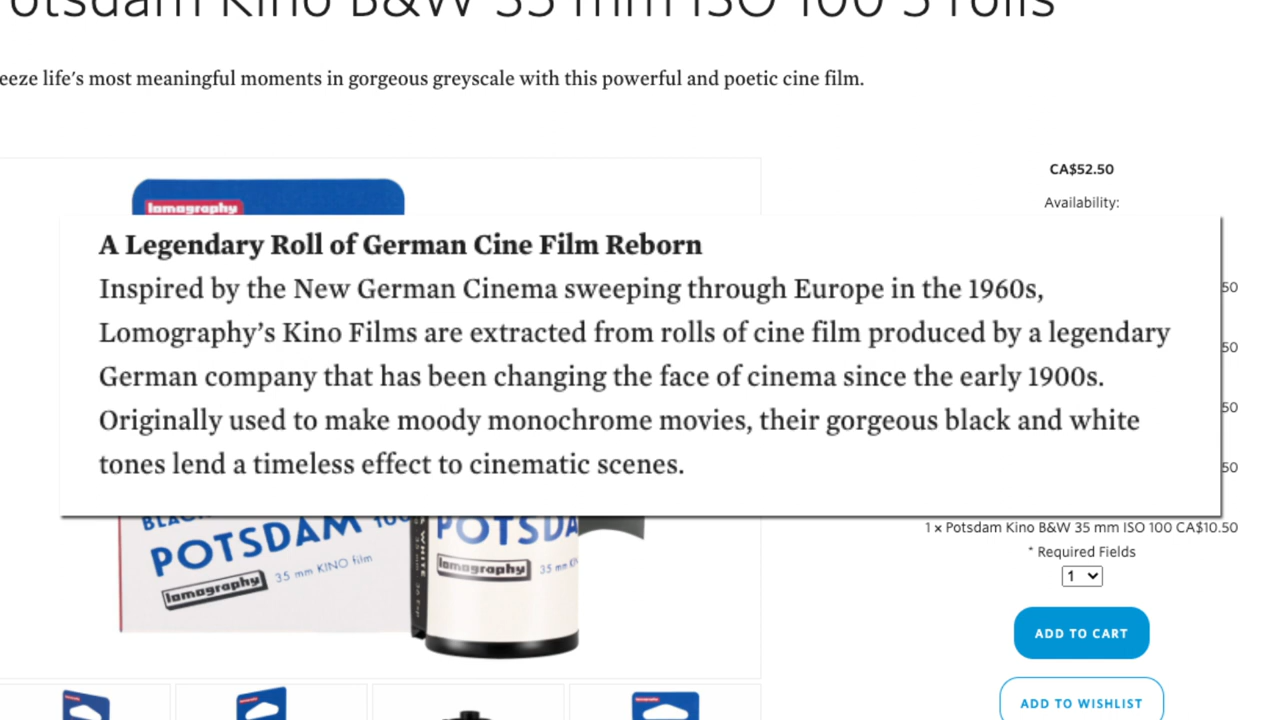 Potsdam Kino B&W 35 mm ISO 100 5 rolls
eeze life's most meaningful moments in gorgeous greyscale with this powerful and poetic cine film.
CA$52.50
Availability:
lomography
A Legendary Roll of German Cine Film Reborn
Inspired by the New German Cinema sweeping through Europe in the 1960s,
Lomography's Kino Films are extracted from rolls of cine film produced by a legendary
German company that has been changing the face of cinema since the early 1900s.
Originally used to make moody monochrome movies, their gorgeous black and white
tones lend a timeless effect to cinematic scenes.
50
50
50
50
POTSDAM 100
lomography 35 mm KINO film
WHITE
POTSDA
lomography 35 mm
1 x Potsdam Kino B&W 35 mm ISO 100 CA$10.50
* Required Fields
1
ADD TO CART
ADD TO WISHLIST